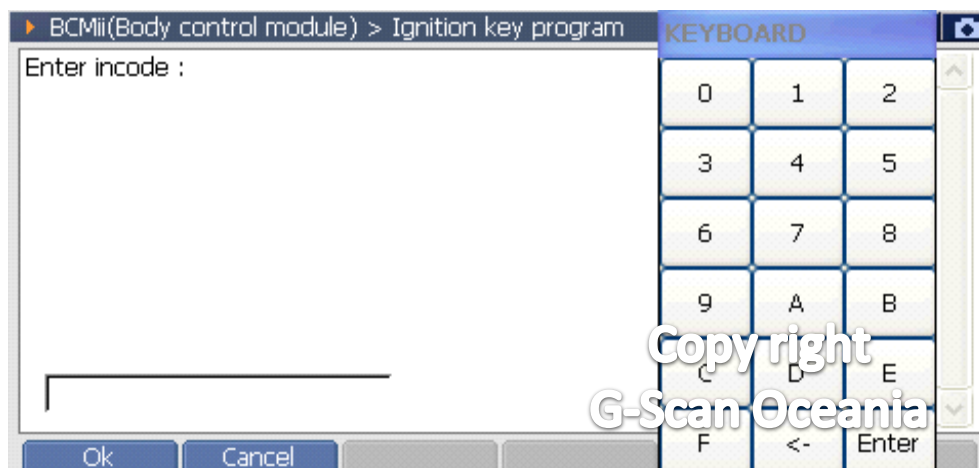 BCMii(Body control module) > Ignition key program
KEYBOARD
Enter incode :
0 1 2
3 4 5
6 7 8
9 A B
C D E
F <- Enter
Copy right
G-Scan Oceania
Ok Cancel